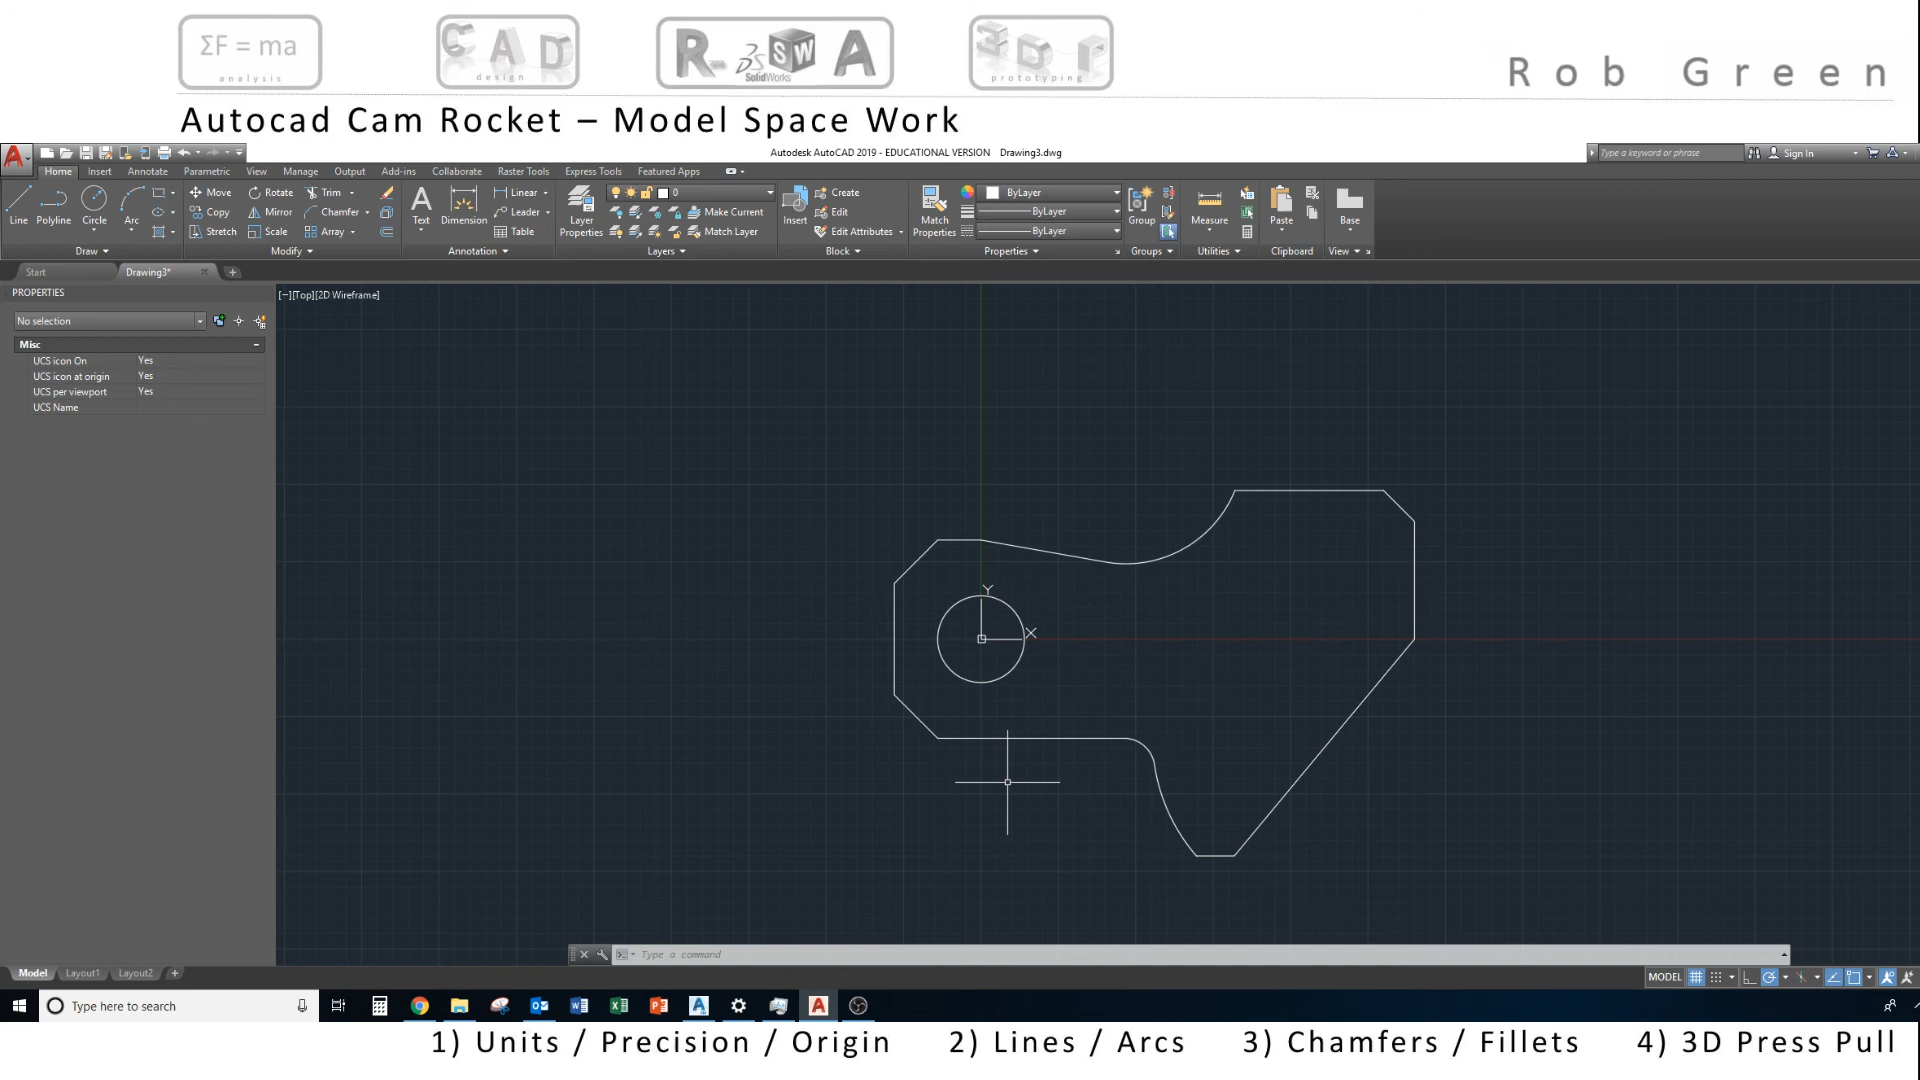 ΣF = ma
analysis
CAD
design
R SW A
SolidWorks
3DP
prototyping
Rob Green
Autocad Cam Rocket – Model Space Work
Autodesk AutoCAD 2019 - EDUCATIONAL VERSION Drawing3.dwg
Type a keyword or phrase
Sign In
Home Insert Annotate Parametric View Manage Output Add-ins Collaborate Raster Tools Express Tools Featured Apps
Line Polyline Circle Arc
Move Rotate Trim
Copy Mirror Chamfer
Stretch Scale Array
Text Dimension
Linear
Leader
Table
Layer Properties
0
Make Current
Match Layer
Insert
Create
Edit
Edit Attributes
Match Properties
ByLayer
ByLayer
ByLayer
Group
Measure
Paste
Base
Draw Modify Annotation Layers Block Properties Groups Utilities Clipboard View
Start Drawing3*
PROPERTIES
[−][Top][2D Wireframe]
No selection
Misc
UCS icon On Yes
UCS icon at origin Yes
UCS per viewport Yes
UCS Name
Y
X
Type a command
Model Layout1 Layout2
MODEL
Type here to search
1) Units / Precision / Origin 2) Lines / Arcs 3) Chamfers / Fillets 4) 3D Press Pull